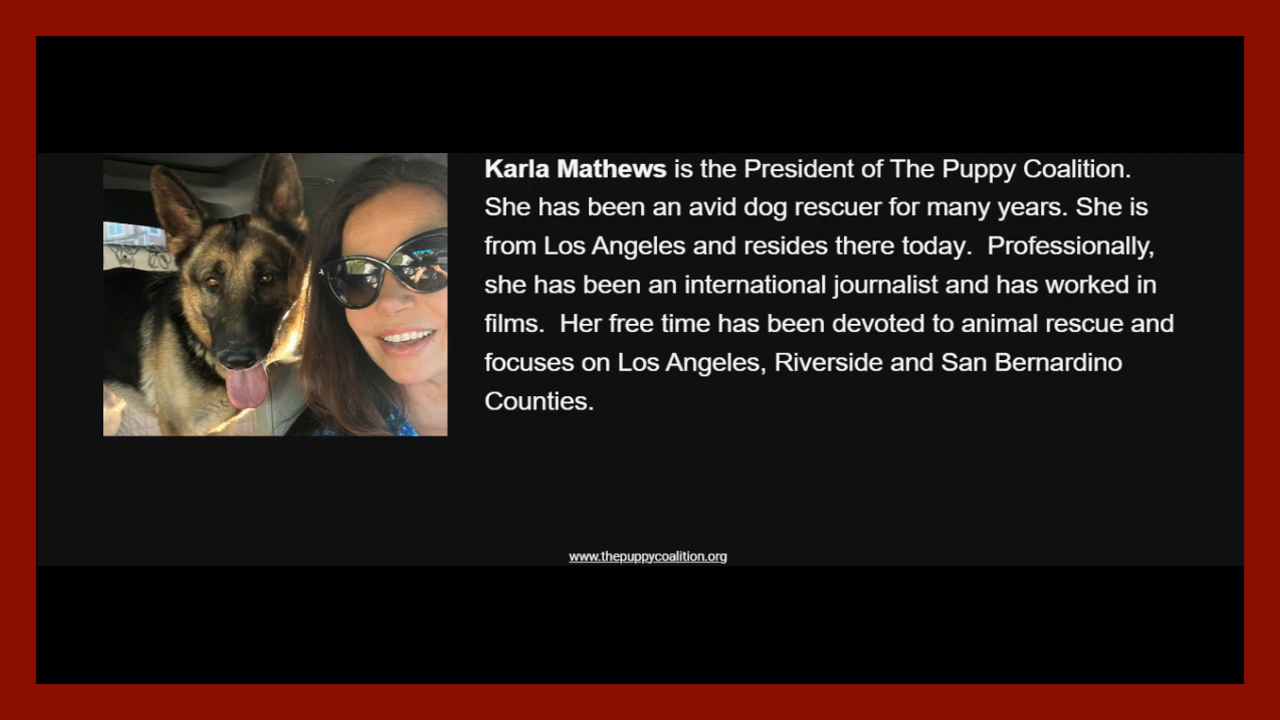 Karla Mathews is the President of The Puppy Coalition.
She has been an avid dog rescuer for many years. She is
from Los Angeles and resides there today.  Professionally,
she has been an international journalist and has worked in
films.  Her free time has been devoted to animal rescue and
focuses on Los Angeles, Riverside and San Bernardino
Counties.
www.thepuppycoalition.org